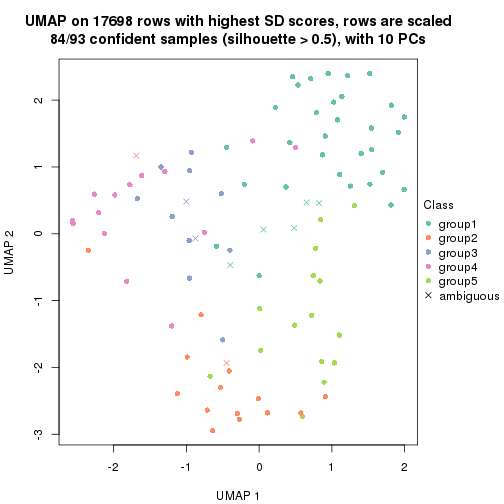 UMAP on 17698 rows with highest SD scores, rows are scaled
84/93 confident samples (silhouette > 0.5), with 10 PCs
UMAP 2
2
1
0
-1
-2
-3
-2
-1
0
1
2
UMAP 1
Class
group1
group2
group3
group4
group5
ambiguous